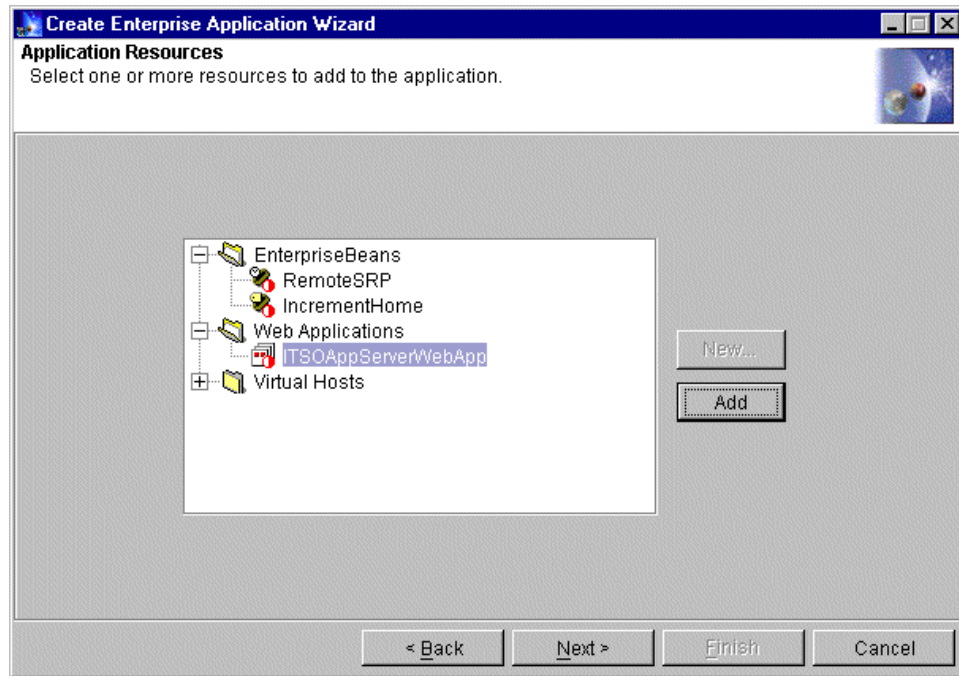 Create Enterprise Application Wizard
Application Resources
Select one or more resources to add to the application.
EnterpriseBeans
RemoteSRP
IncrementHome
Web Applications
ITSOAppServerWebApp
Virtual Hosts
New...
Add
< Back Next > Finish Cancel